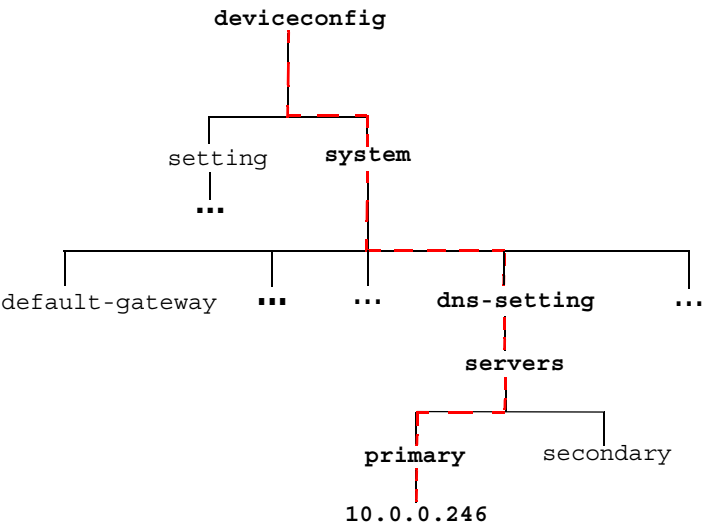 deviceconfig
setting system
...
default-gateway ... ... dns-setting ...
servers
primary secondary
10.0.0.246